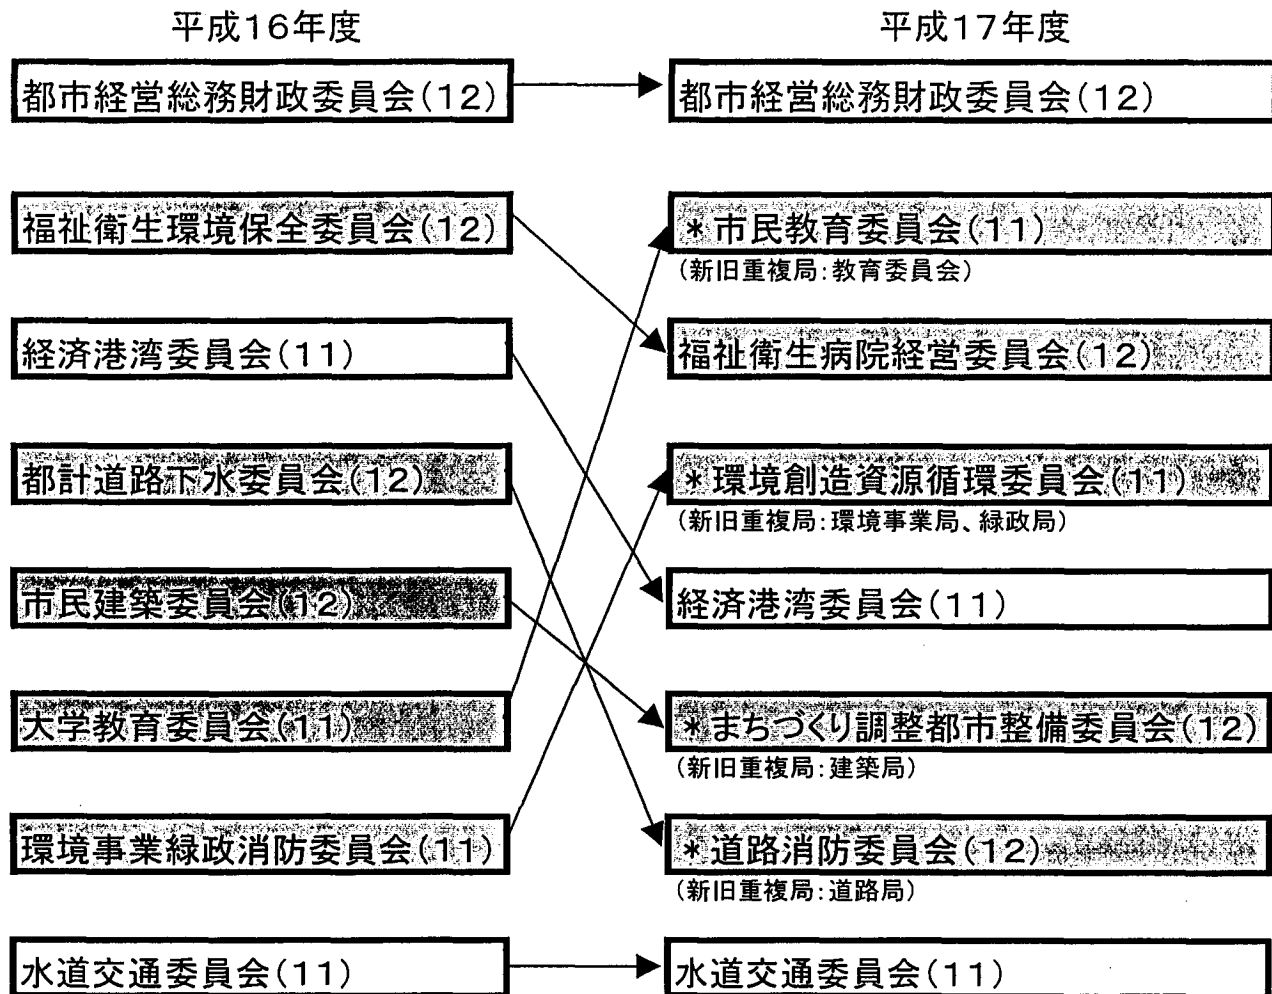 平成16年度
都市経営総務財政委員会(12)
福祉衛生環境保全委員会(12)
経済港湾委員会(11)
都計道路下水委員会(12)
市民建築委員会(12)
大学教育委員会(11)
環境事業緑政消防委員会(11)
水道交通委員会(11)
平成17年度
都市経営総務財政委員会(12)
*市民教育委員会(11)
(新旧重複局:教育委員会)
福祉衛生病院経営委員会(12)
*環境創造資源循環委員会(11)
(新旧重複局:環境事業局、緑政局)
経済港湾委員会(11)
*まちづくり調整都市整備委員会(12)
(新旧重複局:建築局)
*道路消防委員会(12)
(新旧重複局:道路局)
水道交通委員会(11)